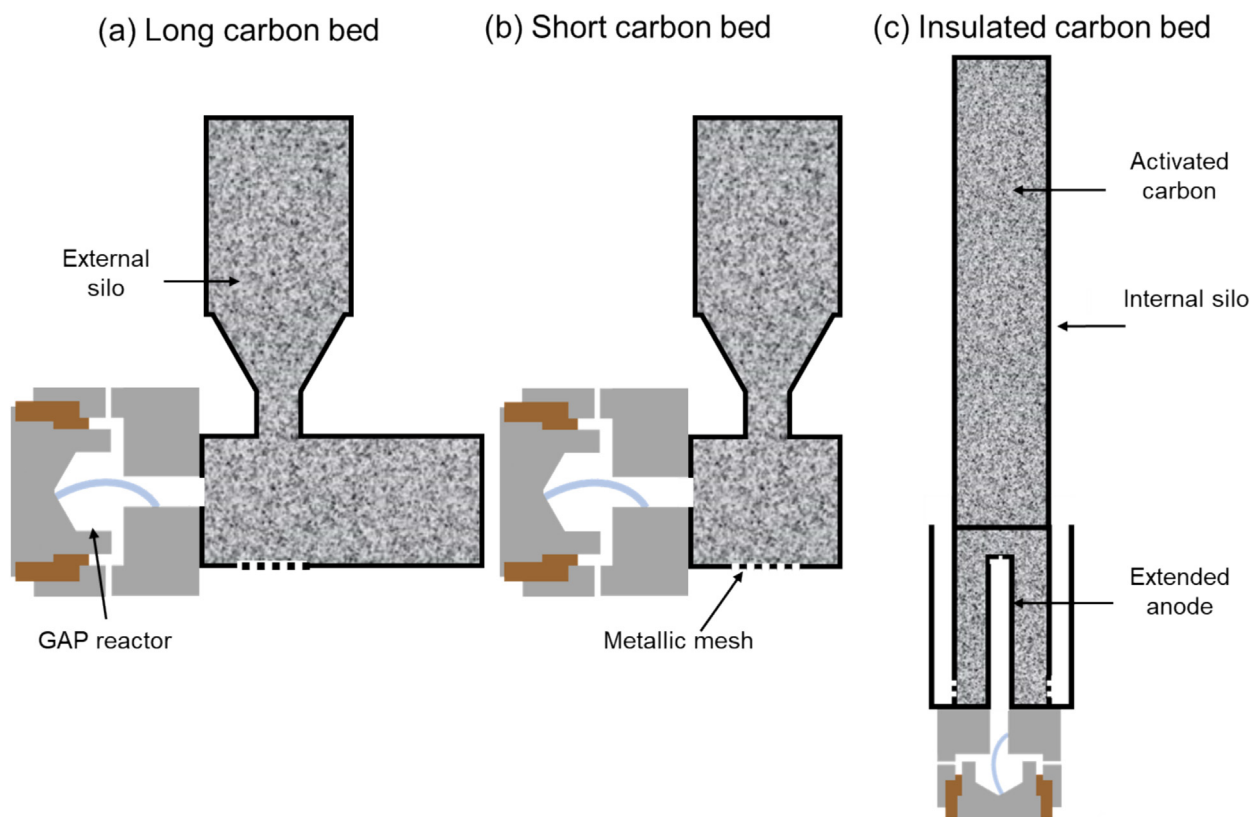 (a) Long carbon bed
(b) Short carbon bed
(c) Insulated carbon bed
External
silo
Activated
carbon
Internal silo
GAP reactor
Metallic mesh
Extended
anode